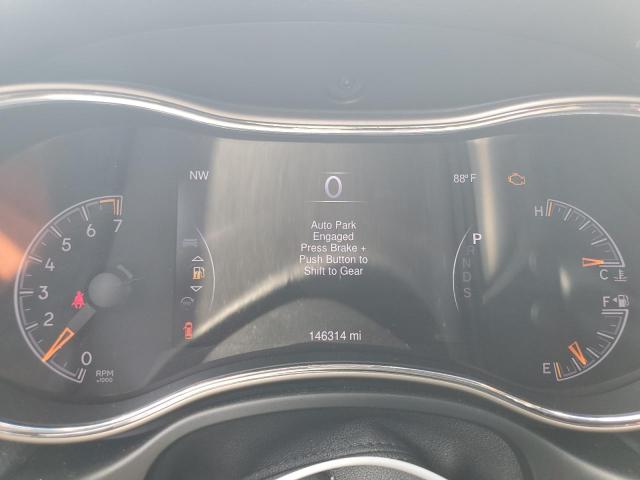 NW
0
88° F
Auto Park
Engaged
Press Brake +
Push Button to
Shift to Gear
146314 mi
P
R
N
D
S
7
6
5
4
3
2
1
0
RPM
x1000
H
C
F
E